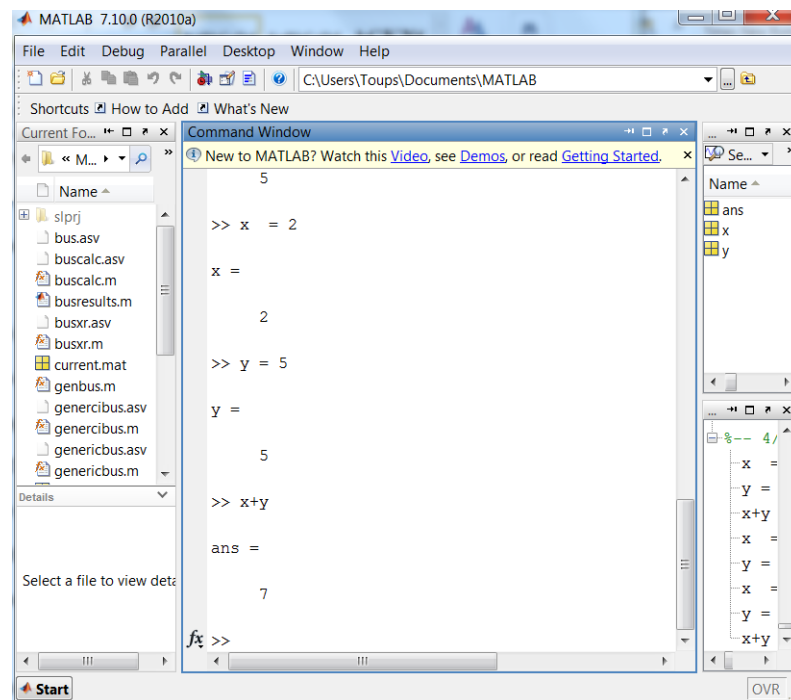 MATLAB 7.10.0 (R2010a)
File Edit Debug Parallel Desktop Window Help
C:\Users\Toups\Documents\MATLAB
Shortcuts How to Add What's New
Current Fo...
« M...
Name
slprj
bus.asv
buscalc.asv
buscalc.m
busresults.m
busxr.asv
busxr.m
current.mat
genbus.m
genercibus.asv
genercibus.m
genericbus.asv
genericbus.m
Details
Select a file to view deta
Command Window
New to MATLAB? Watch this Video, see Demos, or read Getting Started.
5
>> x = 2
x =
2
>> y = 5
y =
5
>> x+y
ans =
7
fx >>
...
Se...
Name
ans
x
y
...
%-- 4/
x =
y =
x+y
x =
y =
x =
y =
x+y
Start
OVR